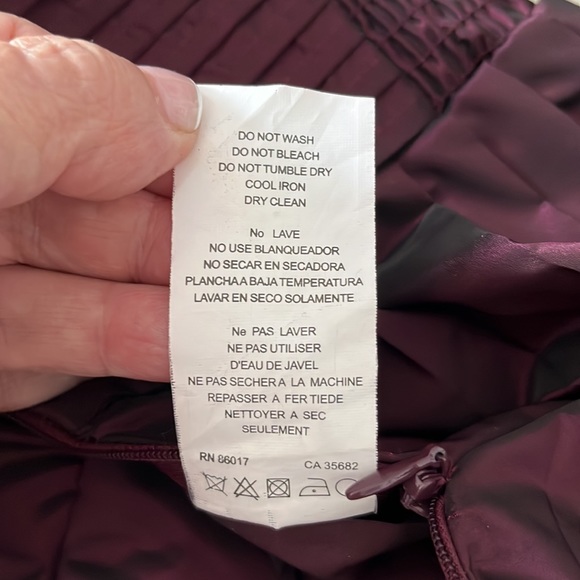 DO NOT WASH
DO NOT BLEACH
DO NOT TUMBLE DRY
COOL IRON
DRY CLEAN
No LAVE
NO USE BLANQUEADOR
NO SECAR EN SECADORA
PLANCHA A BAJA TEMPERATURA
LAVAR EN SECO SOLAMENTE
Ne PAS LAVER
NE PAS UTILISER
D'EAU DE JAVEL
NE PAS SECHER A LA MACHINE
REPASSER A FER TIEDE
NETTOYER A SEC
SEULEMENT
RN 86017 CA 35682